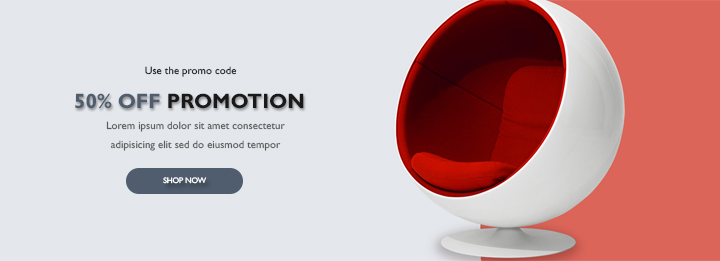 Use the promo code
50% OFF PROMOTION
Lorem ipsum dolor sit amet consectetur
adipisicing elit sed do eiusmod tempor
SHOP NOW